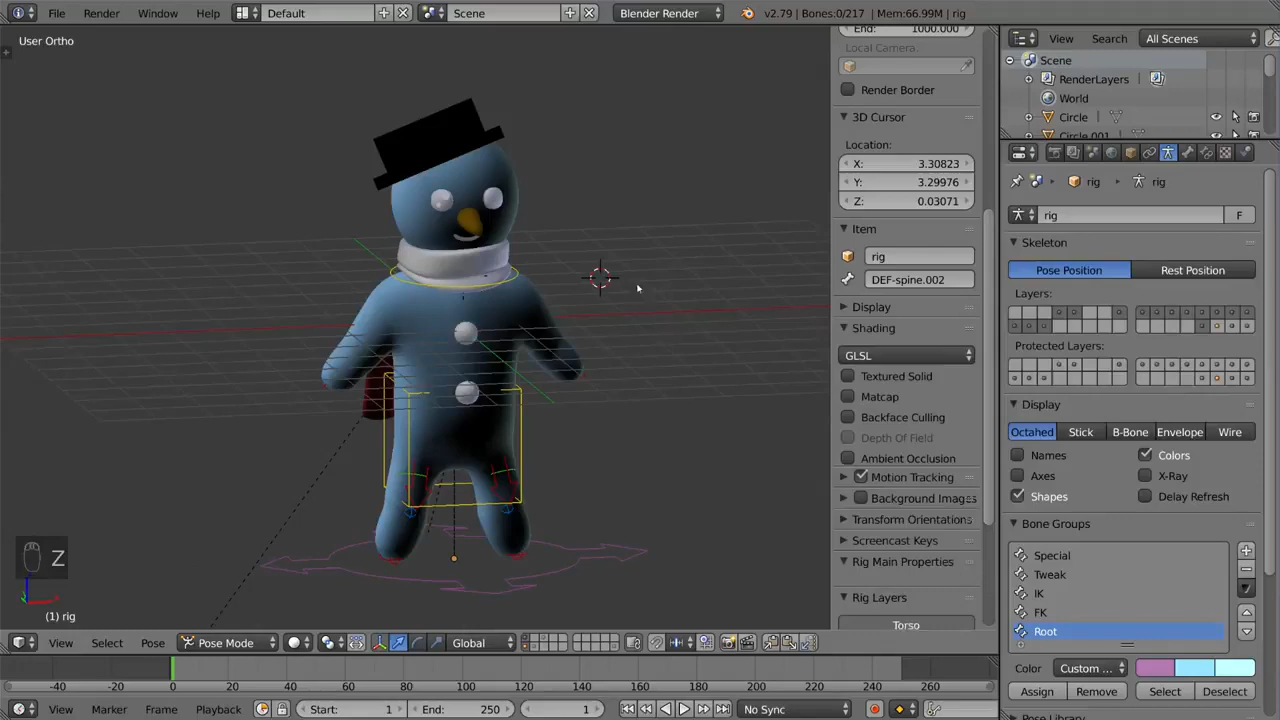 File Render Window Help Default Scene Blender Render v2.79 | Bones:0/217 | Mem:66.99M | rig
User Ortho
End: 1000.000
Local Camera:
Render Border
3D Cursor
Location:
X: 3.30823
Y: 3.29976
Z: 0.03071
Item
rig
DEF-spine.002
Display
Shading
GLSL
Textured Solid
Matcap
Backface Culling
Depth Of Field
Ambient Occlusion
Motion Tracking
Background Images
Transform Orientations
Screencast Keys
Rig Main Properties
Rig Layers
Torso
View Search All Scenes
Scene
RenderLayers
World
Circle
Circle.001
rig rig
rig F
Skeleton
Pose Position Rest Position
Layers:
Protected Layers:
Display
Octahed Stick B-Bone Envelope Wire
Names Colors
Axes X-Ray
Shapes Delay Refresh
Bone Groups
Special
Tweak
IK
FK
Root
Color Custom ...
Assign Remove Select Deselect
Z
(1) rig
View Select Pose Pose Mode Global
-40 -20 0 20 40 60 80 100 120 140 160 180 200 220 240 260
View Marker Frame Playback Start: 1 End: 250 1 No Sync